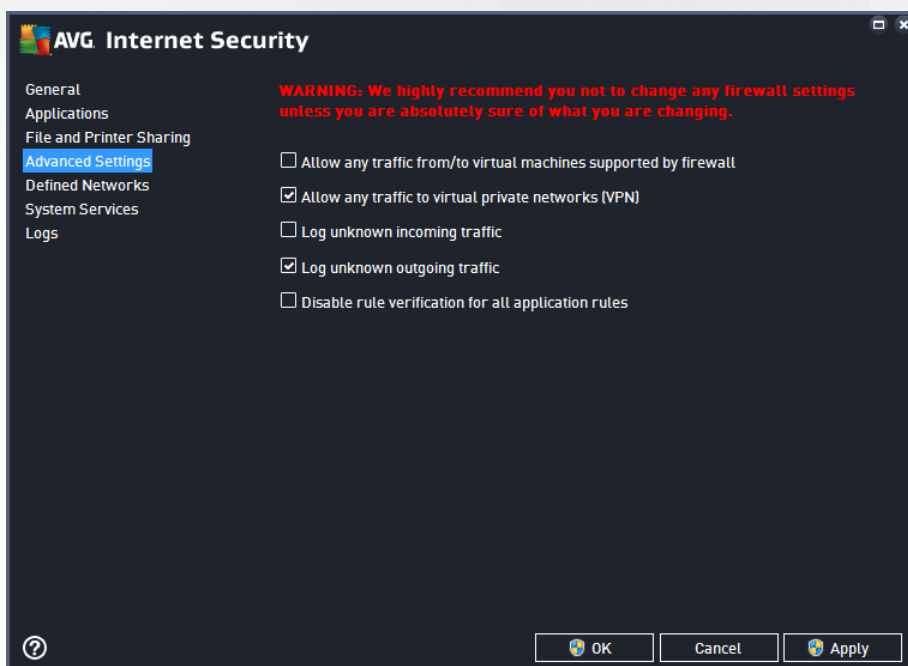 AVG. Internet Security
General
Applications
File and Printer Sharing
Advanced Settings
Defined Networks
System Services
Logs
WARNING: We highly recommend you not to change any firewall settings
unless you are absolutely sure of what you are changing.
Allow any traffic from/to virtual machines supported by firewall
Allow any traffic to virtual private networks (VPN)
Log unknown incoming traffic
Log unknown outgoing traffic
Disable rule verification for all application rules
?
OK
Cancel
Apply